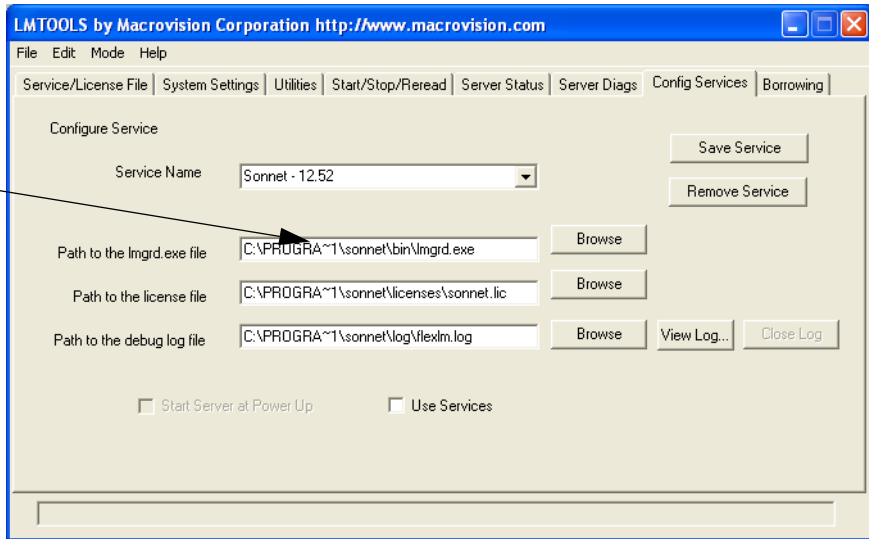 LMTOOLS by Macrovision Corporation http://www.macrovision.com
File Edit Mode Help
Service/License File System Settings Utilities Start/Stop/Reread Server Status Server Diags Config Services Borrowing
Configure Service
Save Service
Service Name Sonnet - 12.52
Remove Service
Path to the lmgrd.exe file C:\PROGRA~1\sonnet\bin\lmgrd.exe Browse
Path to the license file C:\PROGRA~1\sonnet\licenses\sonnet.lic Browse
Path to the debug log file C:\PROGRA~1\sonnet\log\flexlm.log Browse View Log... Close Log
Start Server at Power Up Use Services